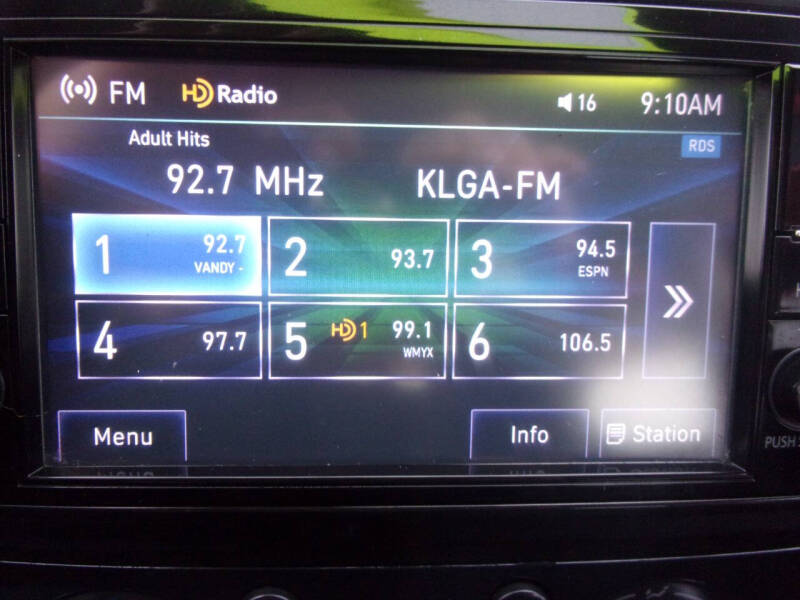 FM HD Radio 16 9:10AM
Adult Hits RDS
92.7 MHz KLGA-FM
1 92.7 VANDY -
2 93.7
3 94.5 ESPN
4 97.7
5 HD 1 99.1 WMYX
6 106.5
Menu Info Station
PUSH